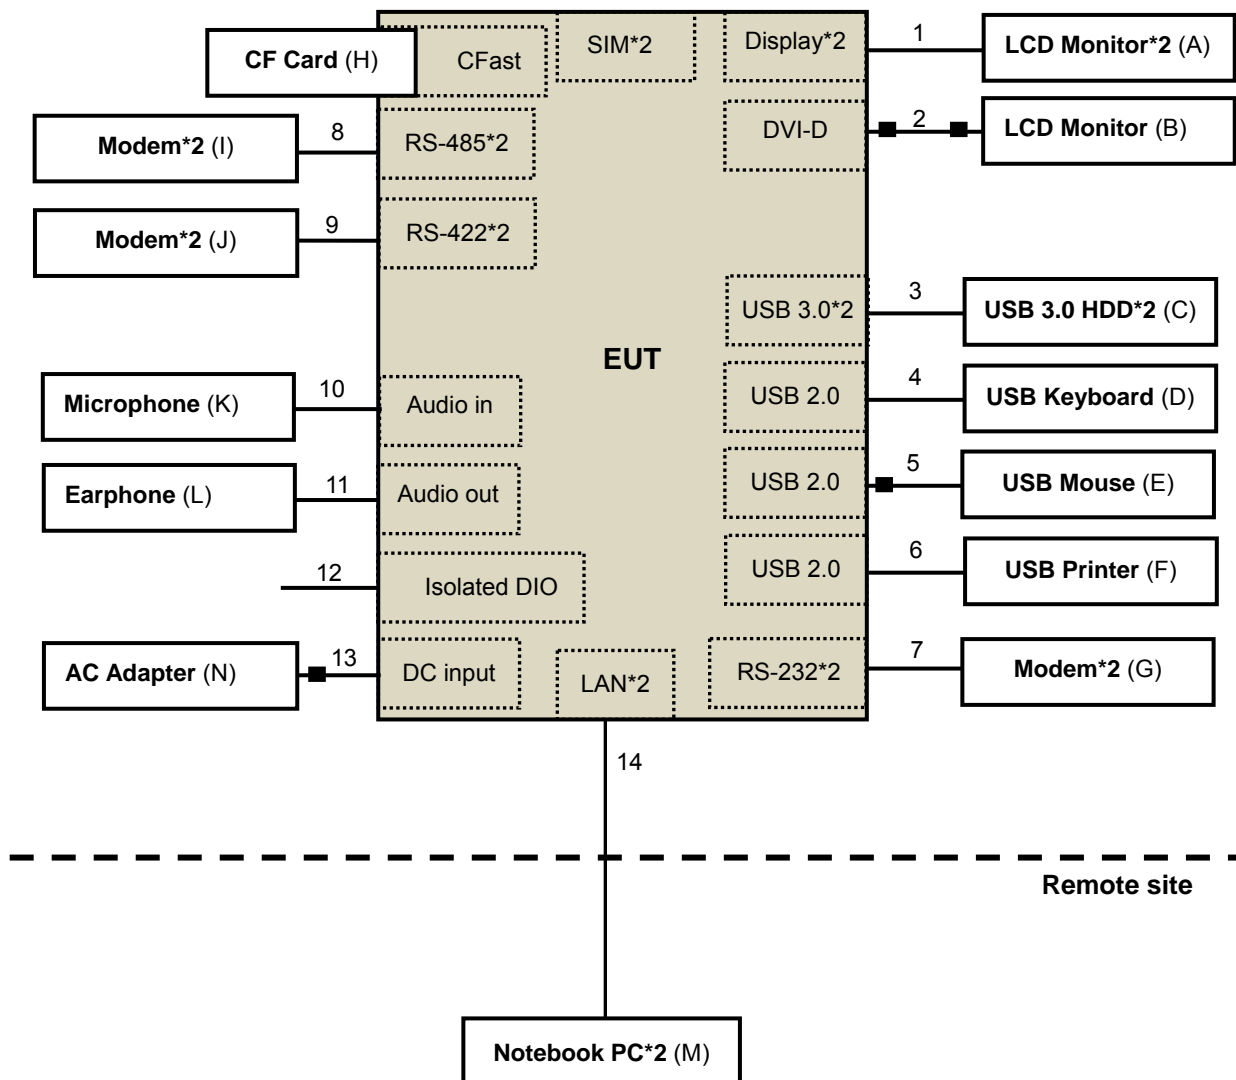 CF Card (H)
CFast
SIM*2
Display*2
1
LCD Monitor*2 (A)
Modem*2 (I)
8
RS-485*2
DVI-D
2
LCD Monitor (B)
Modem*2 (J)
9
RS-422*2
USB 3.0*2
3
USB 3.0 HDD*2 (C)
EUT
Microphone (K)
10
Audio in
USB 2.0
4
USB Keyboard (D)
Earphone (L)
11
Audio out
USB 2.0
5
USB Mouse (E)
12
Isolated DIO
USB 2.0
6
USB Printer (F)
AC Adapter (N)
13
DC input
LAN*2
RS-232*2
7
Modem*2 (G)
14
Remote site
Notebook PC*2 (M)